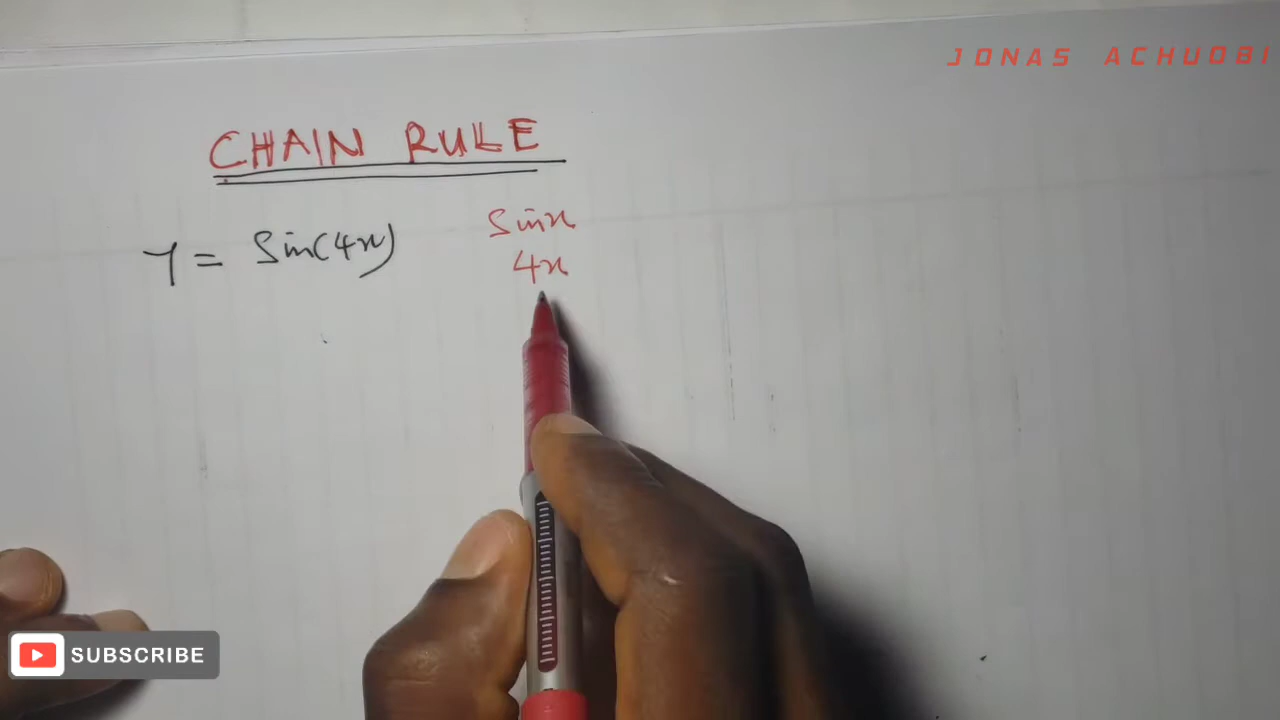 JONAS ACHUOBI
CHAIN RULE
Y = Sin(4x)
Sinx
4x
SUBSCRIBE